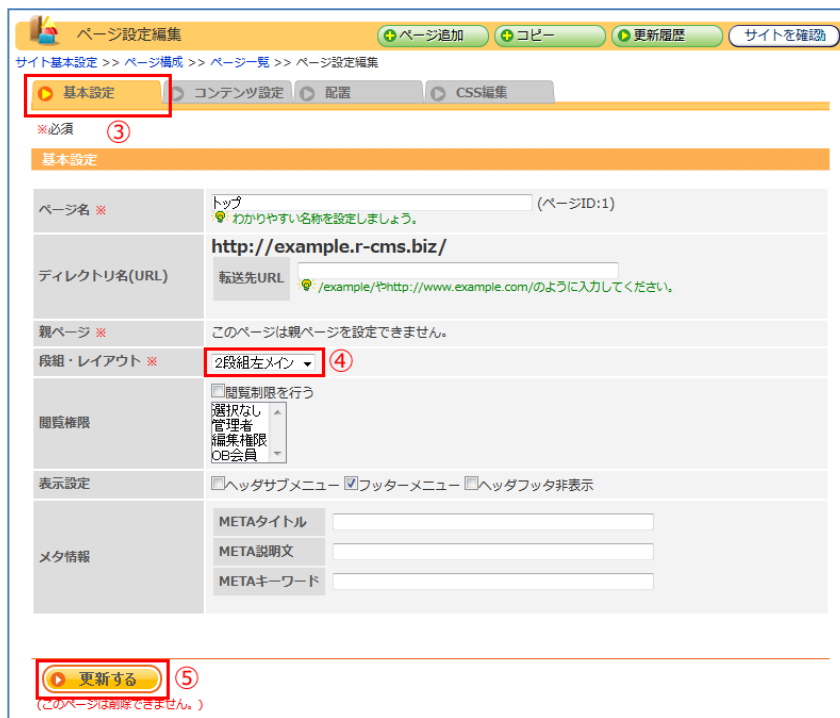 ページ設定編集 ページ追加 コピー 更新履歴 サイトを確認
サイト基本設定 >> ページ構成 >> ページ一覧 >> ページ設定編集
基本設定 コンテンツ設定 配置 CSS編集
※必須 ③
基本設定
ページ名 ※ トップ (ページID:1)
わかりやすい名称を設定しましょう。
http://example.r-cms.biz/
ディレクトリ名(URL) 転送先URL
/example/やhttp://www.example.com/のように入力してください。
親ページ ※ このページは親ページを設定できません。
段組・レイアウト ※ 2段組左メイン ④
閲覧制限を行う
閲覧権限
選択なし
管理者
編集権限
OB会員
表示設定 ヘッダサブメニュー フッターメニュー ヘッダフッタ非表示
メタ情報
METAタイトル
META説明文
METAキーワード
更新する ⑤
(このページは削除できません。)